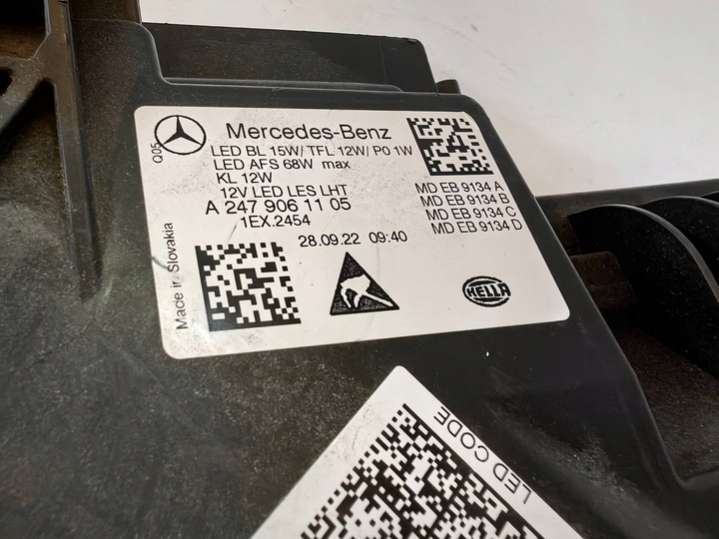 Mercedes-Benz
LED BL 15W/ TFL 12W/ PO 1W
LED AFS 68W max
KL 12W
12V LED LES LHT
A 247 906 11 05
1EX.2454
28.09.22 09:40
MD EB 9134 A
MD EB 9134 B
MD EB 9134 C
MD EB 9134 D
Q05
Made in Slovakia
HELLA
LED CODE